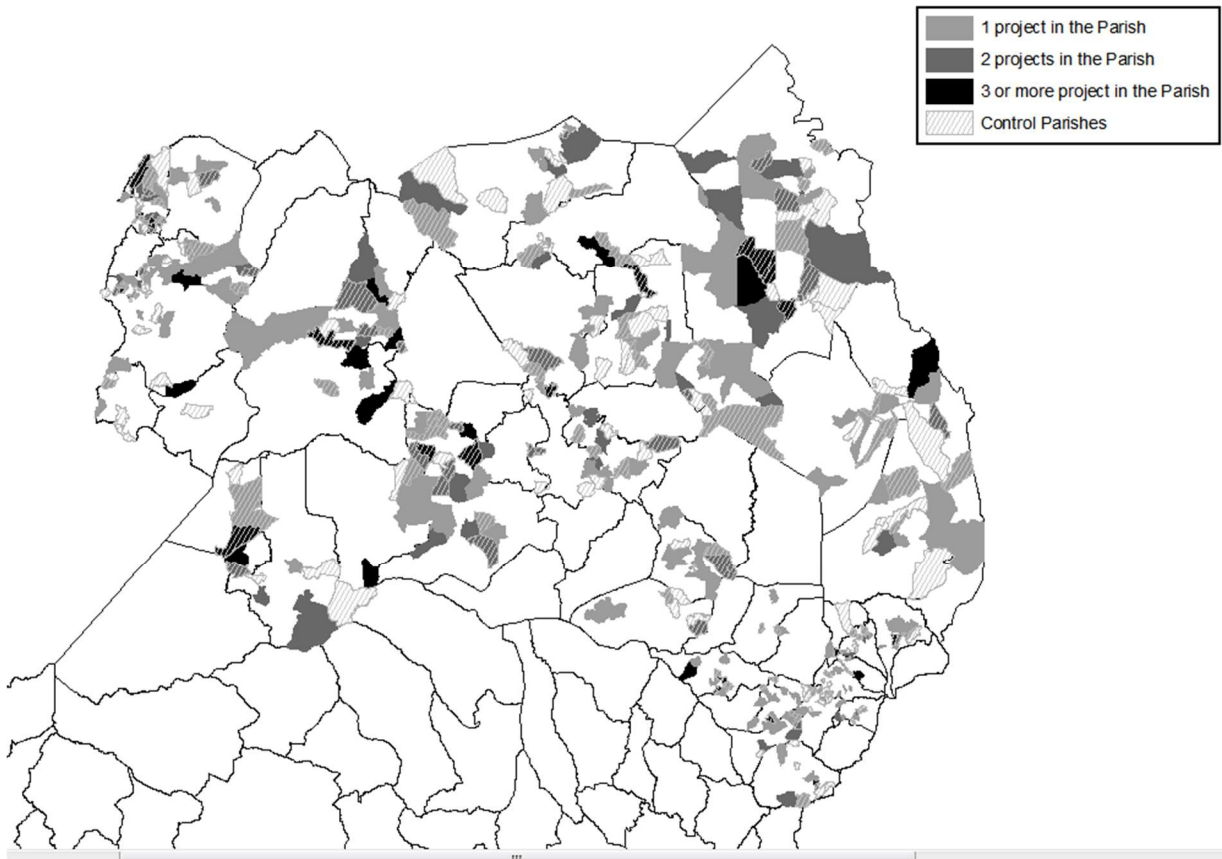 1 project in the Parish
2 projects in the Parish
3 or more project in the Parish
Control Parishes